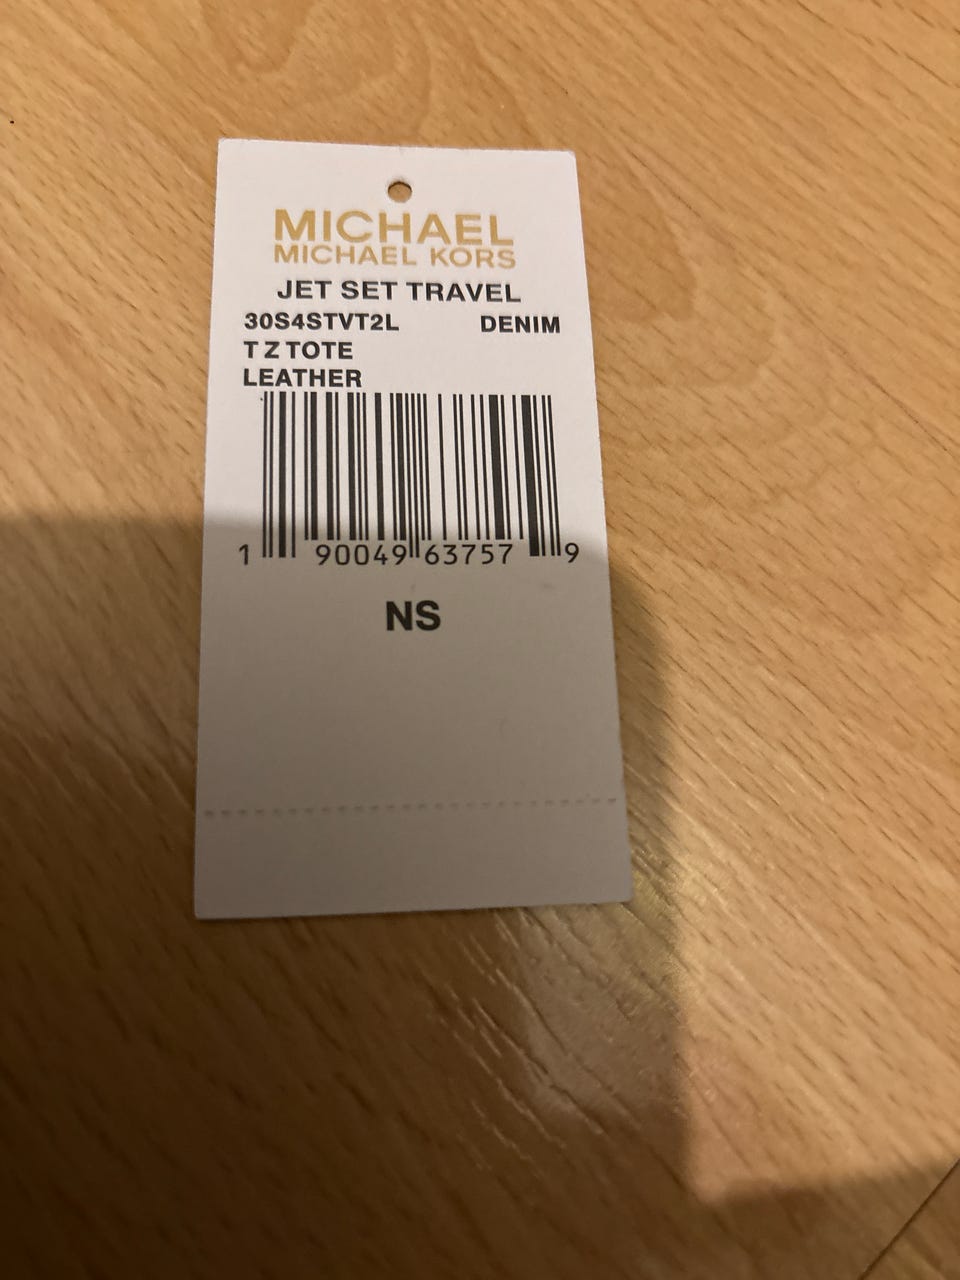 MICHAEL
MICHAEL KORS
JET SET TRAVEL
30S4STVT2L DENIM
T Z TOTE
LEATHER
1 90049 63757 9
NS